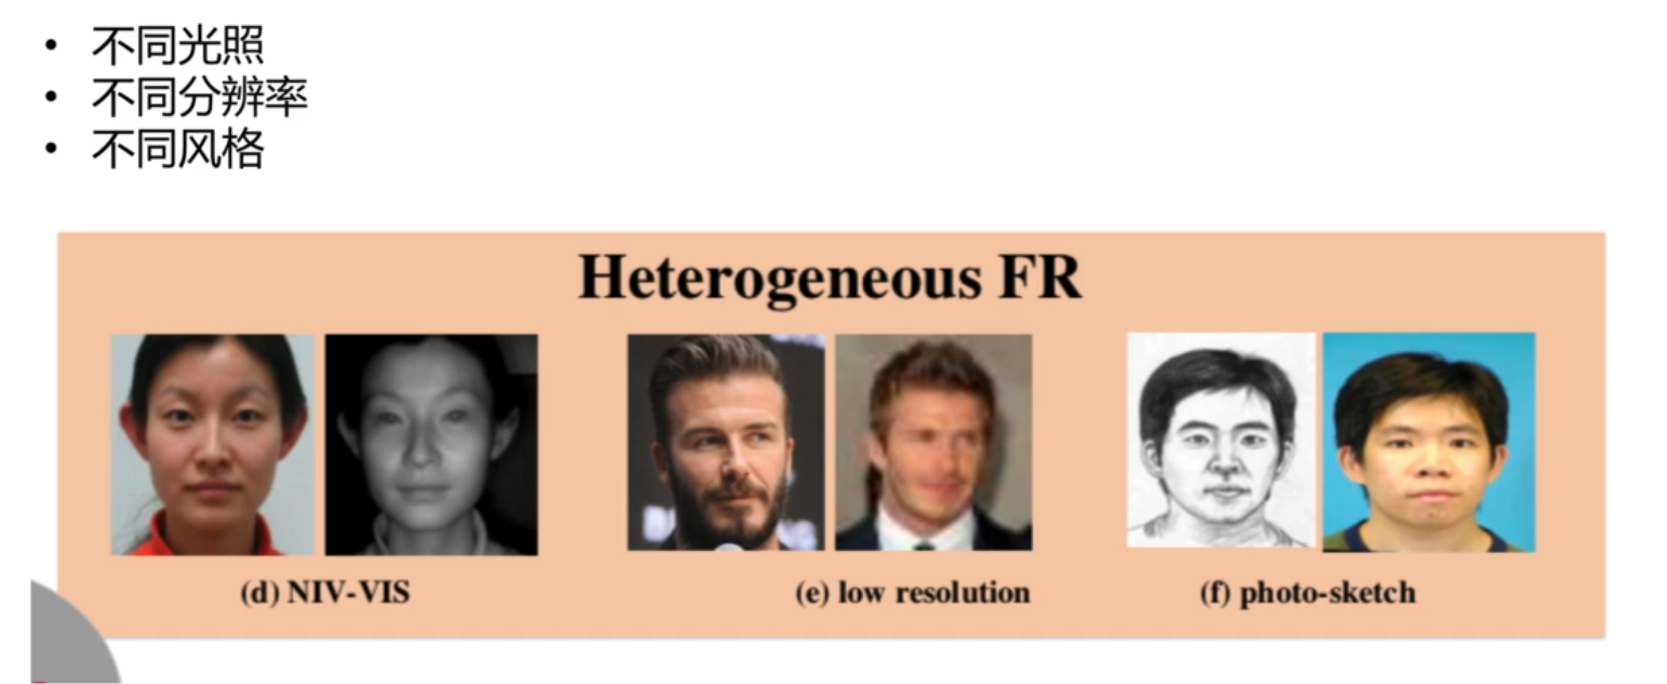 • 不同光照
• 不同分辨率
• 不同风格
Heterogeneous FR
(d) NIV-VIS
(e) low resolution
(f) photo-sketch